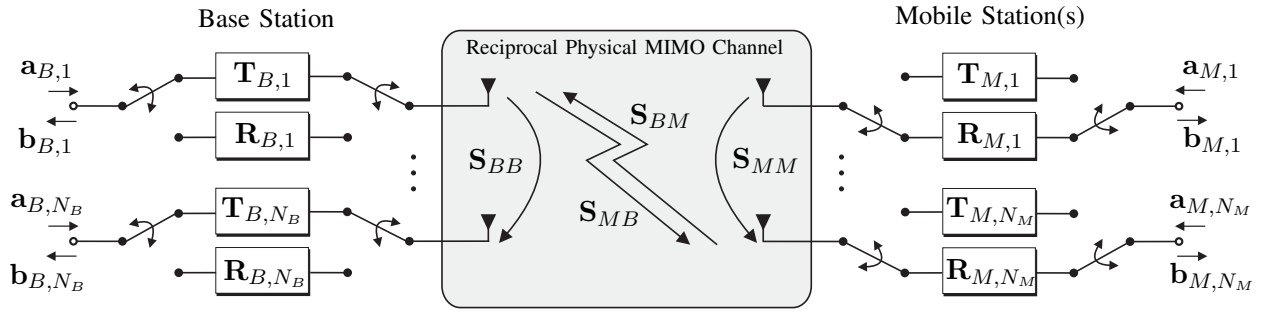 Base Station
Mobile Station(s)
Reciprocal Physical MIMO Channel
a_{B,1}
T_{B,1}
T_{M,1}
a_{M,1}
S_{BM}
b_{B,1}
R_{B,1}
R_{M,1}
b_{M,1}
S_{BB}
S_{MM}
a_{B,N_B}
T_{B,N_B}
S_{MB}
T_{M,N_M}
a_{M,N_M}
b_{B,N_B}
R_{B,N_B}
R_{M,N_M}
b_{M,N_M}